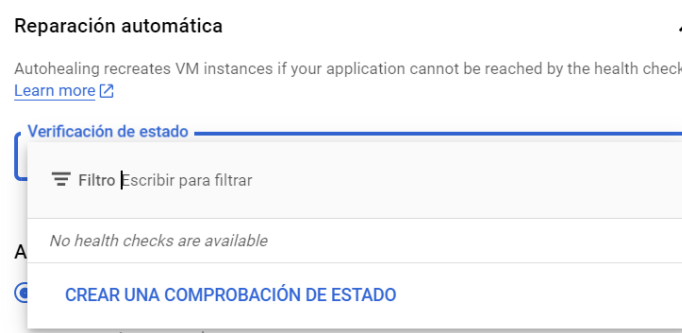 Reparación automática
Autohealing recreates VM instances if your application cannot be reached by the health check
Learn more
Verificación de estado
Filtro Escribir para filtrar
No health checks are available
A
CREAR UNA COMPROBACIÓN DE ESTADO